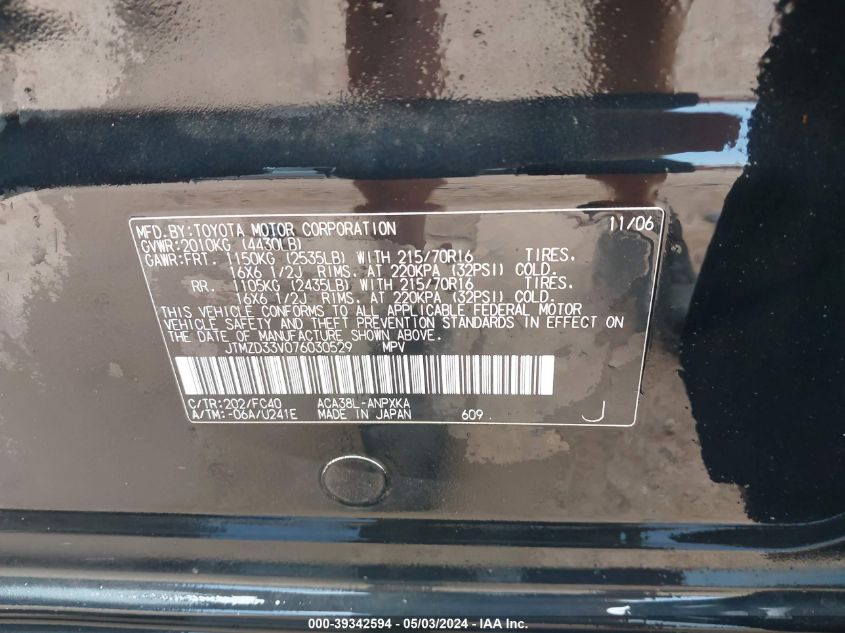 MFD.BY:TOYOTA MOTOR CORPORATION 11/06
GVWR:2010KG (4430LB)
GAWR:FRT. 1150KG (2535LB) WITH 215/70R16 TIRES.
16X6 1/2J RIMS. AT 220KPA (32PSI) COLD.
RR. 1105KG (2435LB) WITH 215/70R16 TIRES.
16X6 1/2J RIMS. AT 220KPA (32PSI) COLD.
THIS VEHICLE CONFORMS TO ALL APPLICABLE FEDERAL MOTOR
VEHICLE SAFETY AND THEFT PREVENTION STANDARDS IN EFFECT ON
THE DATE OF MANUFACTURE SHOWN ABOVE.
JTMZD33V076030529 MPV
C/TR:202/FC40 ACA38L-ANPXKA
A/TM:-06A/U241E MADE IN JAPAN 609 J
000-39342594 - 05/03/2024 - IAA Inc.